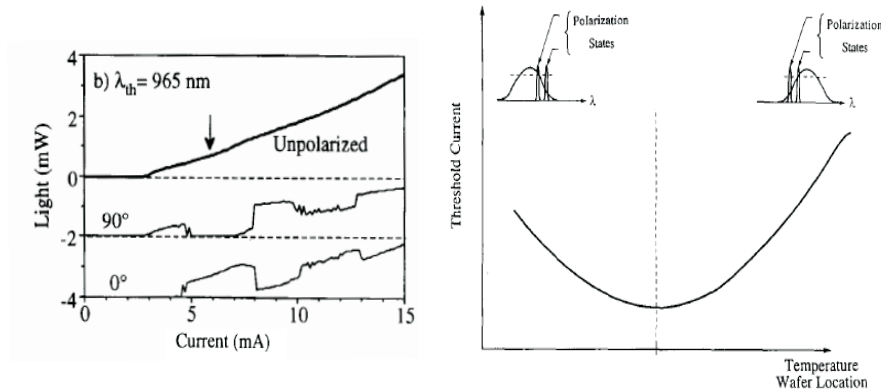 b) λth= 965 nm
Unpolarized
90°
0°
4
2
0
-2
-4
Light (mW)
0
5
10
15
Current (mA)
Polarization
States
λ
Polarization
States
λ
Threshold Current
Temperature
Wafer Location